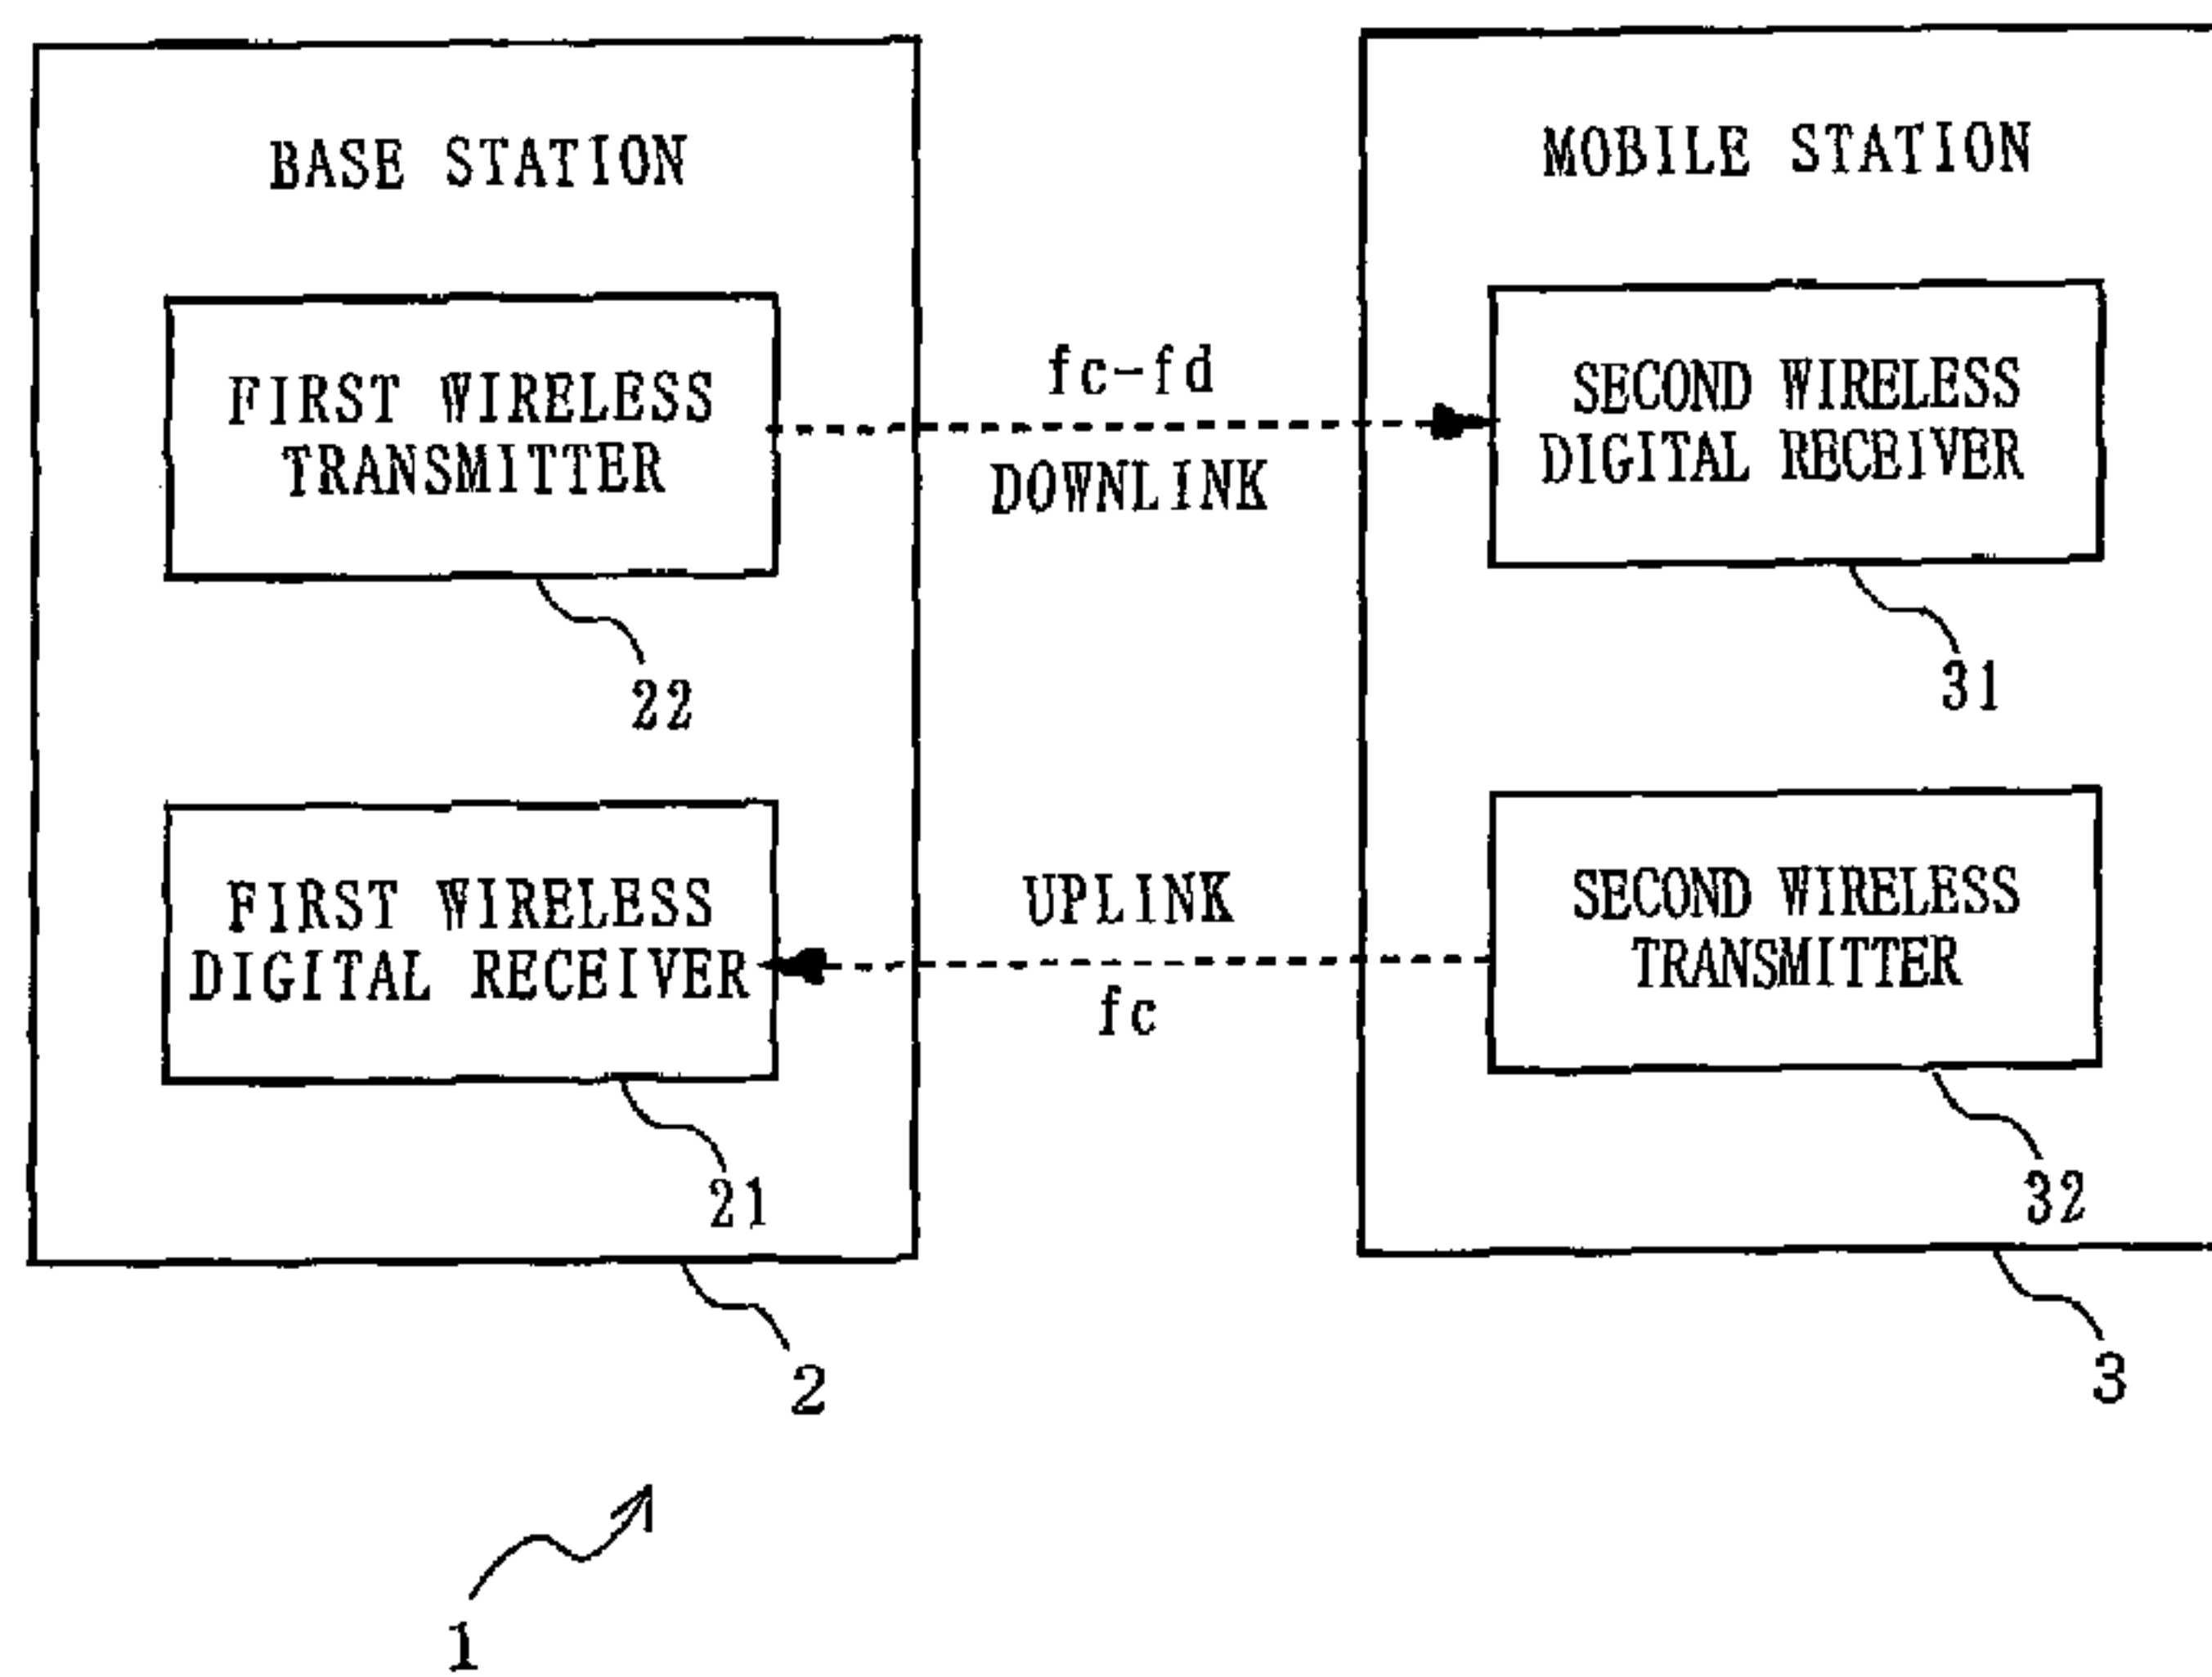 BASE STATION
FIRST WIRELESS
TRANSMITTER
22
FIRST WIRELESS
DIGITAL RECEIVER
21
2
fc-fd
DOWNLINK
UPLINK
fc
MOBILE STATION
SECOND WIRELESS
DIGITAL RECEIVER
31
SECOND WIRELESS
TRANSMITTER
32
3
1